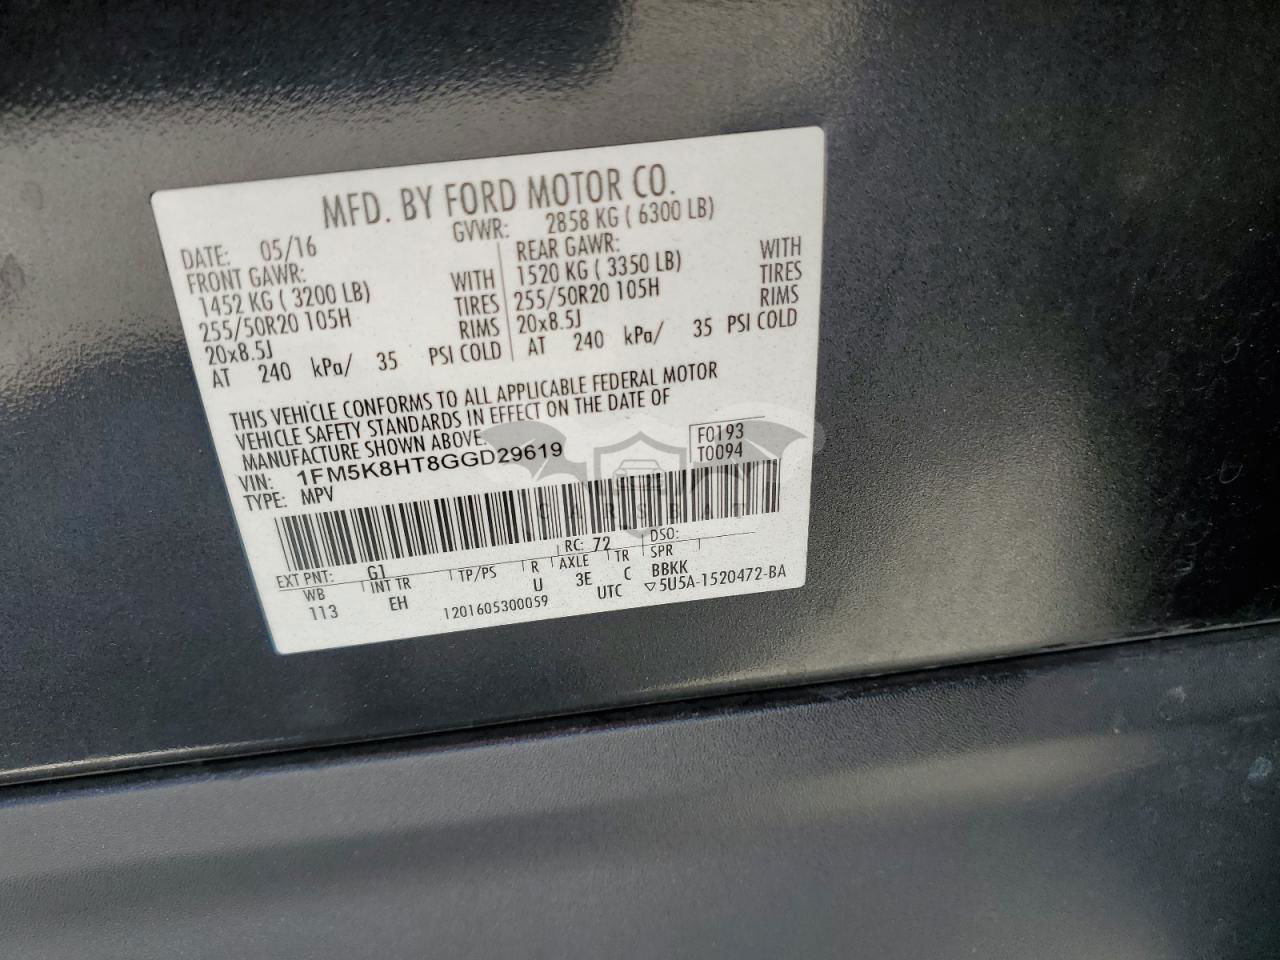 MFD. BY FORD MOTOR CO.
DATE: 05/16 GVWR: 2858 KG ( 6300 LB)
FRONT GAWR: REAR GAWR:
1452 KG ( 3200 LB) WITH 1520 KG ( 3350 LB) WITH
255/50R20 105H TIRES 255/50R20 105H TIRES
20x8.5J RIMS 20x8.5J RIMS
AT 240 kPa/ 35 PSI COLD AT 240 kPa/ 35 PSI COLD
THIS VEHICLE CONFORMS TO ALL APPLICABLE FEDERAL MOTOR
VEHICLE SAFETY STANDARDS IN EFFECT ON THE DATE OF
MANUFACTURE SHOWN ABOVE.
VIN: 1FM5K8HT8GGD29619 F0193
TYPE: MPV T0094
CARSBAT
EXT PNT: G1 RC: 72 DSO:
WB INT TR TP/PS R AXLE TR SPR
113 EH U 3E C BBKK
1201605300059 UTC ▽5U5A-1520472-BA